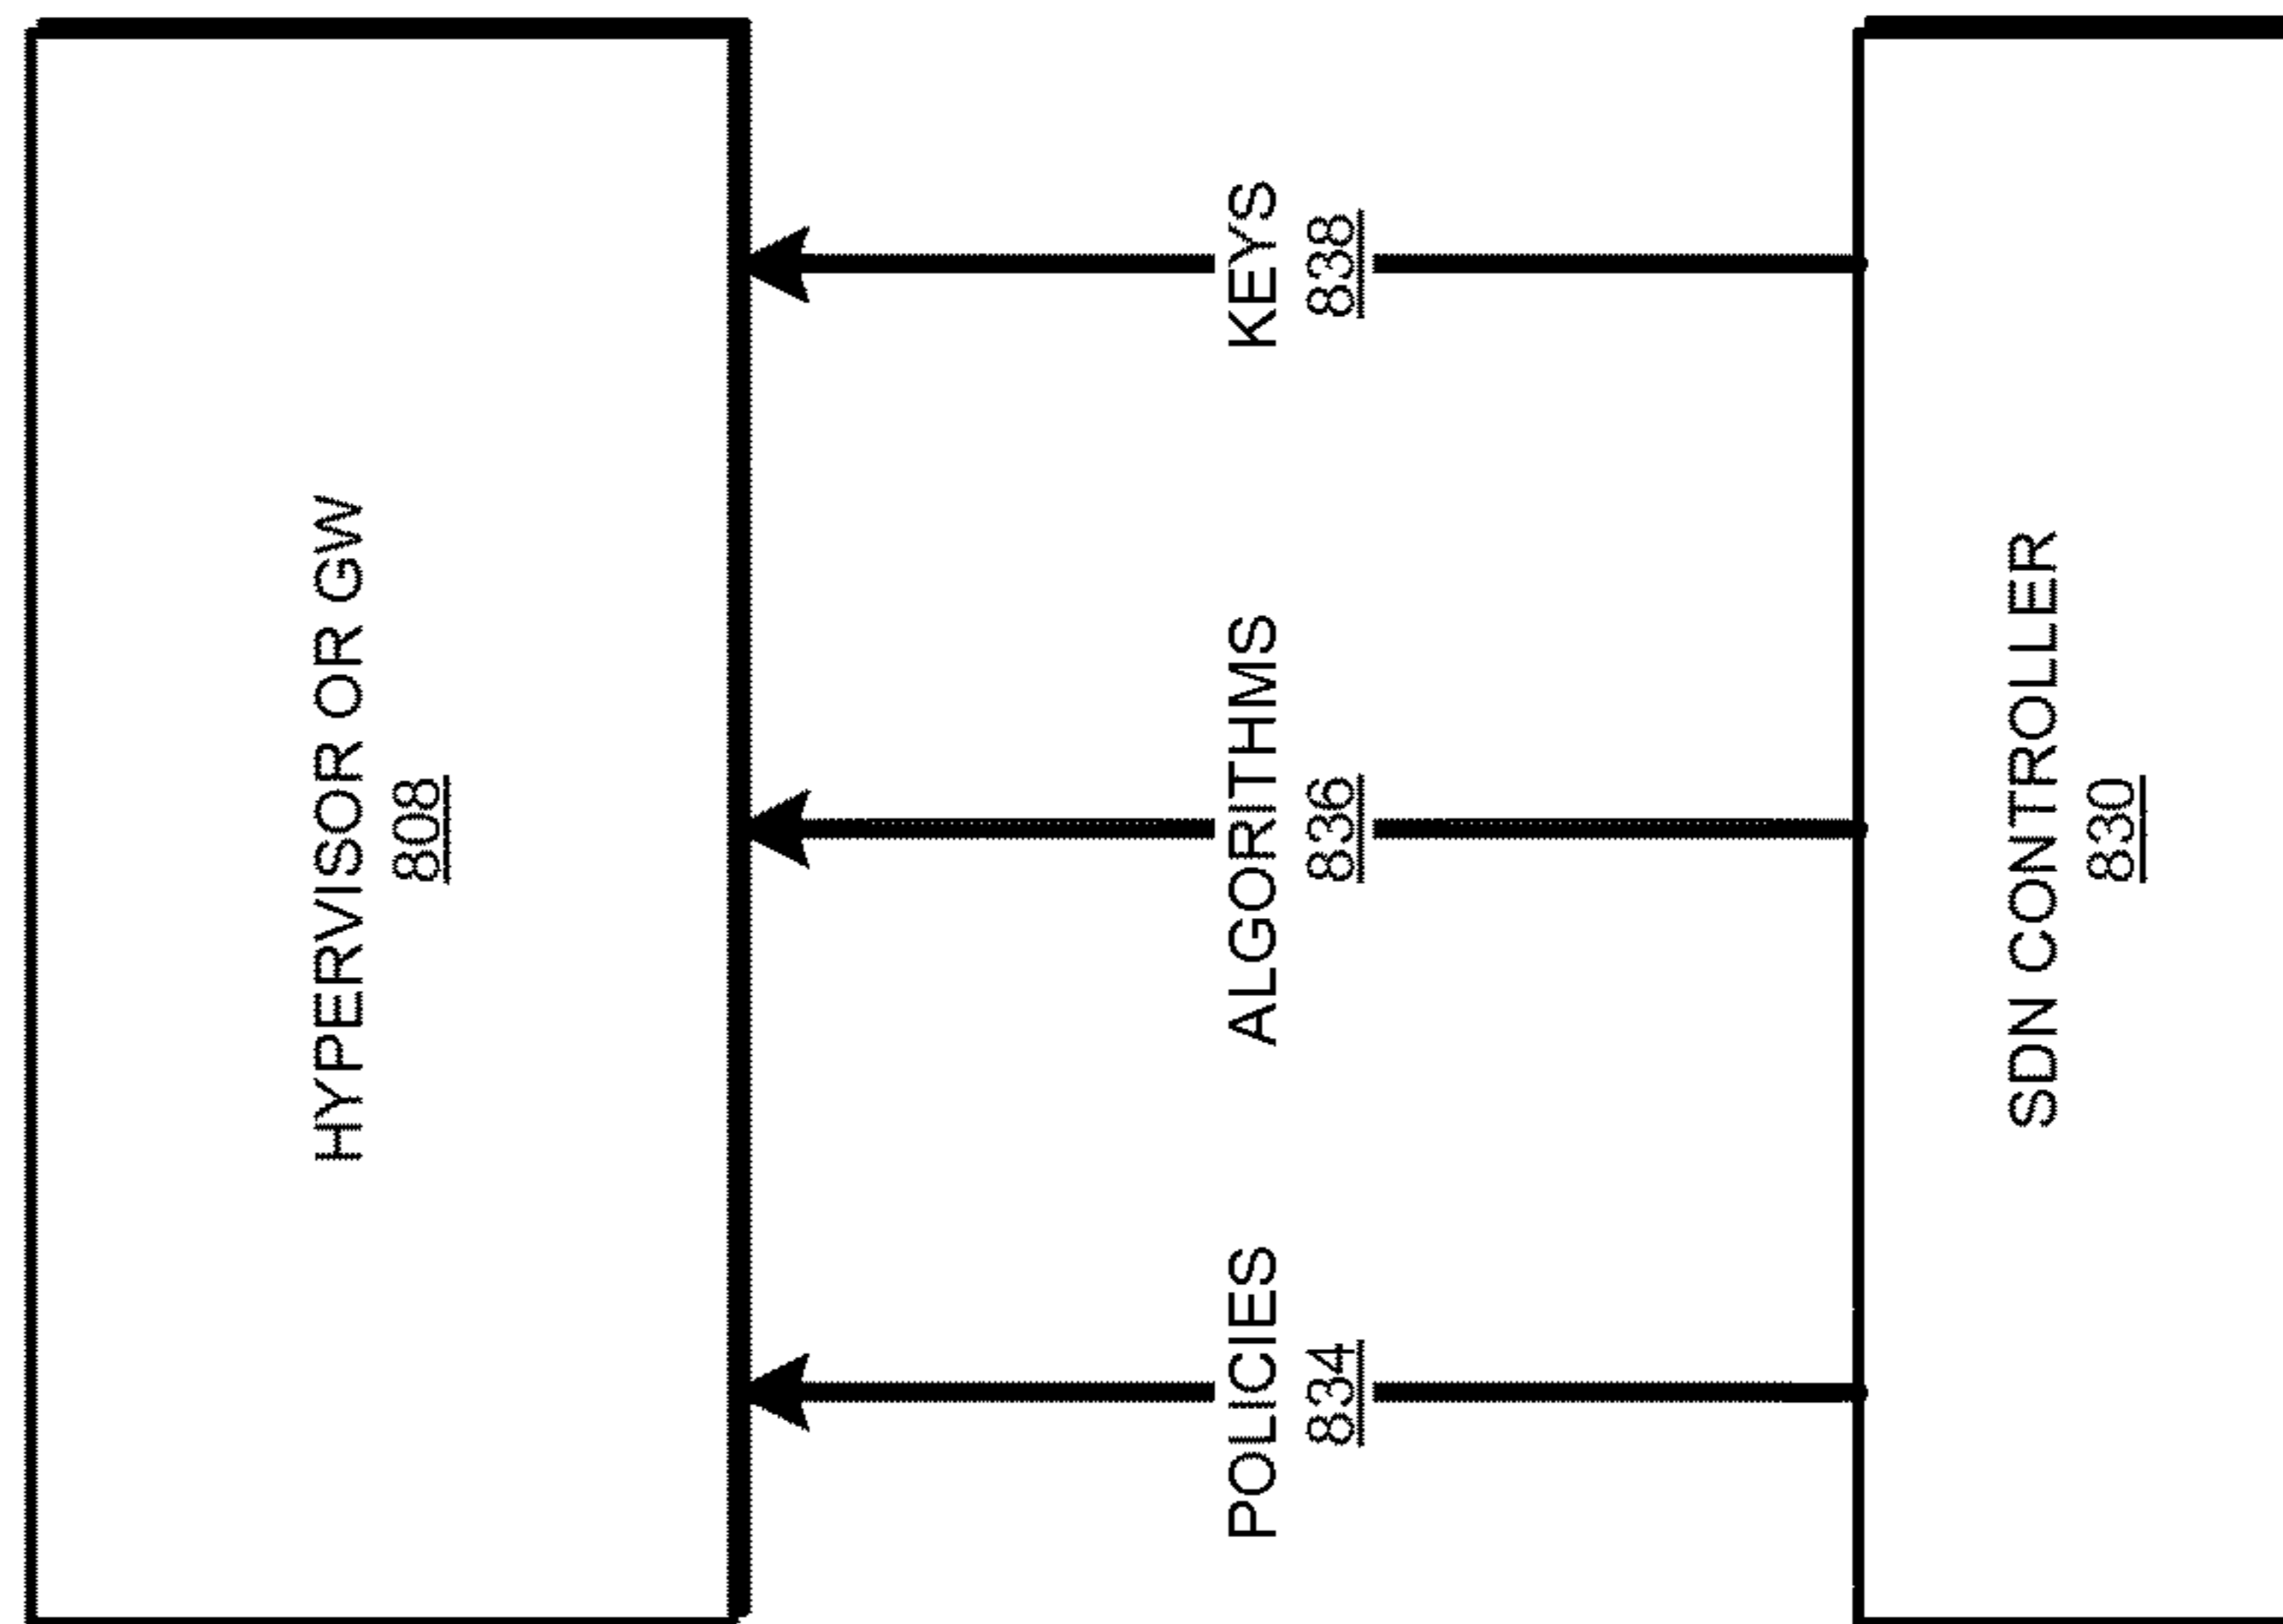 HYPERVISOR OR GW
808
POLICIES
834
ALGORITHMS
836
KEYS
838
SDN CONTROLLER
830